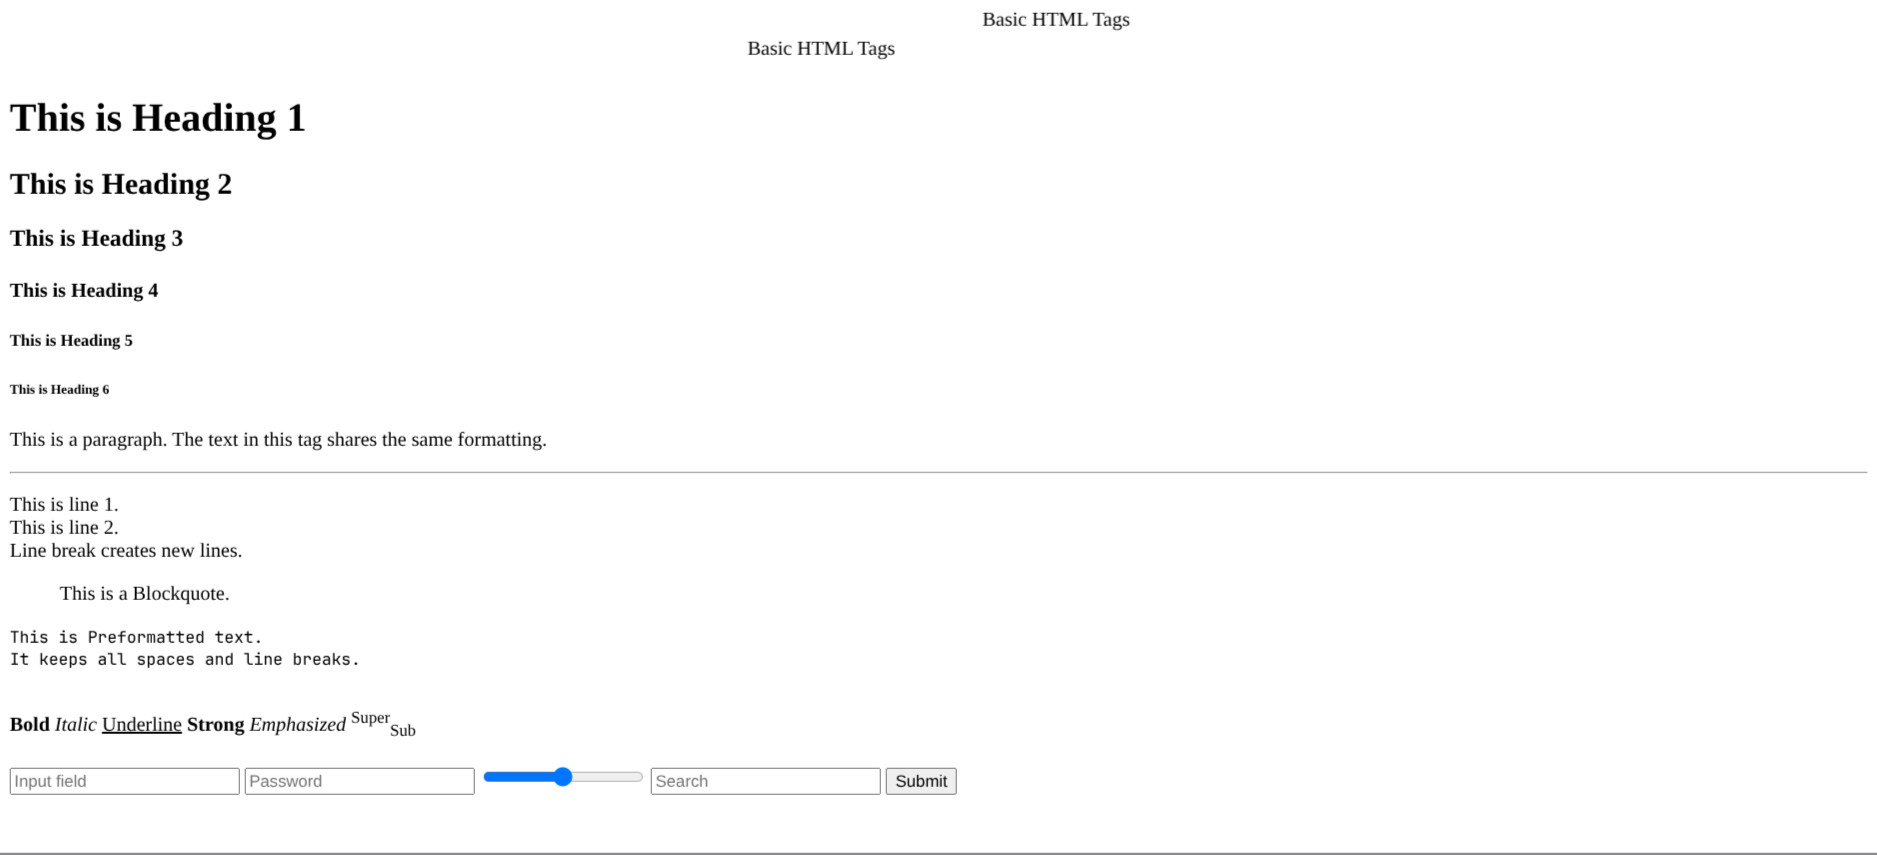 Basic HTML Tags
Basic HTML Tags
This is Heading 1
This is Heading 2
This is Heading 3
This is Heading 4
This is Heading 5
This is Heading 6
This is a paragraph. The text in this tag shares the same formatting.
This is line 1.
This is line 2.
Line break creates new lines.
This is a Blockquote.
This is Preformatted text.
It keeps all spaces and line breaks.
Bold Italic Underline Strong Emphasized Super Sub
Input field Password Search Submit